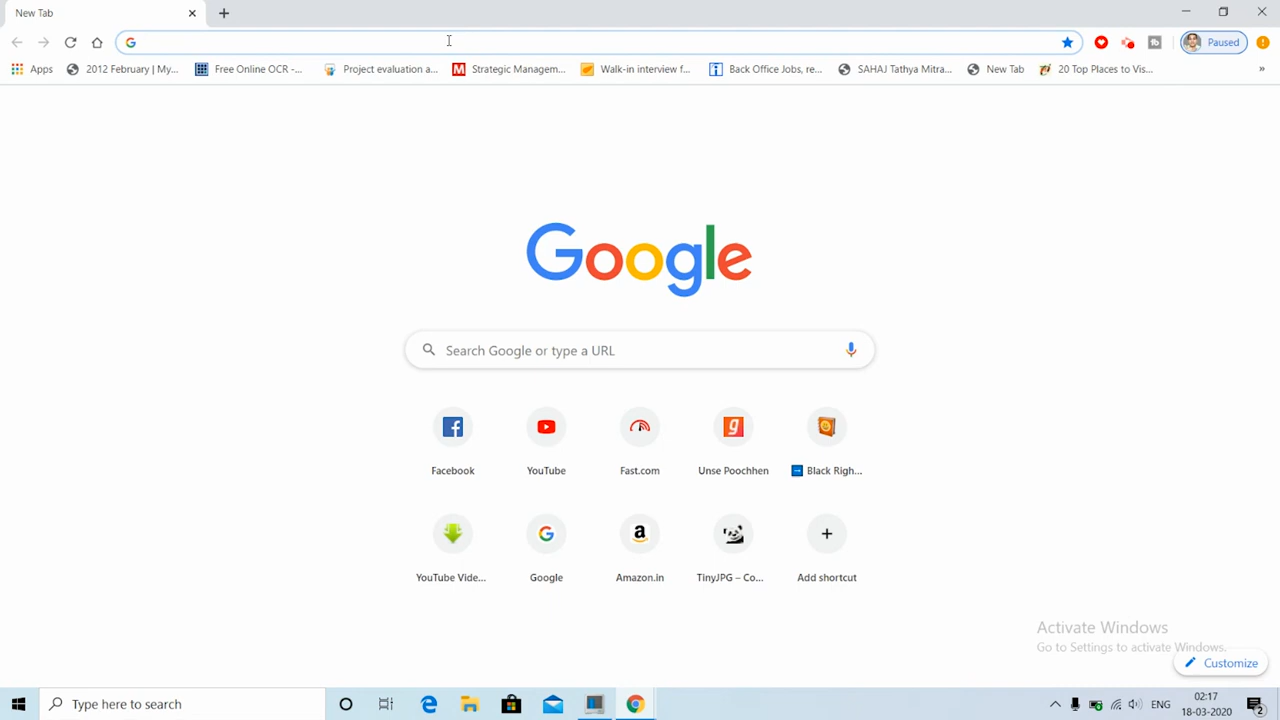 New Tab
Paused
Apps
2012 February | My...
Free Online OCR -...
Project evaluation a...
Strategic Managem...
Walk-in interview f...
Back Office Jobs, re...
SAHAJ Tathya Mitra...
New Tab
20 Top Places to Vis...
»
Google
Search Google or type a URL
Facebook
YouTube
Fast.com
Unse Poochhen
Black Righ...
YouTube Vide...
Google
Amazon.in
TinyJPG – Co...
Add shortcut
Activate Windows
Go to Settings to activate Windows.
Customize
Type here to search
ENG
02:17
18-03-2020
2